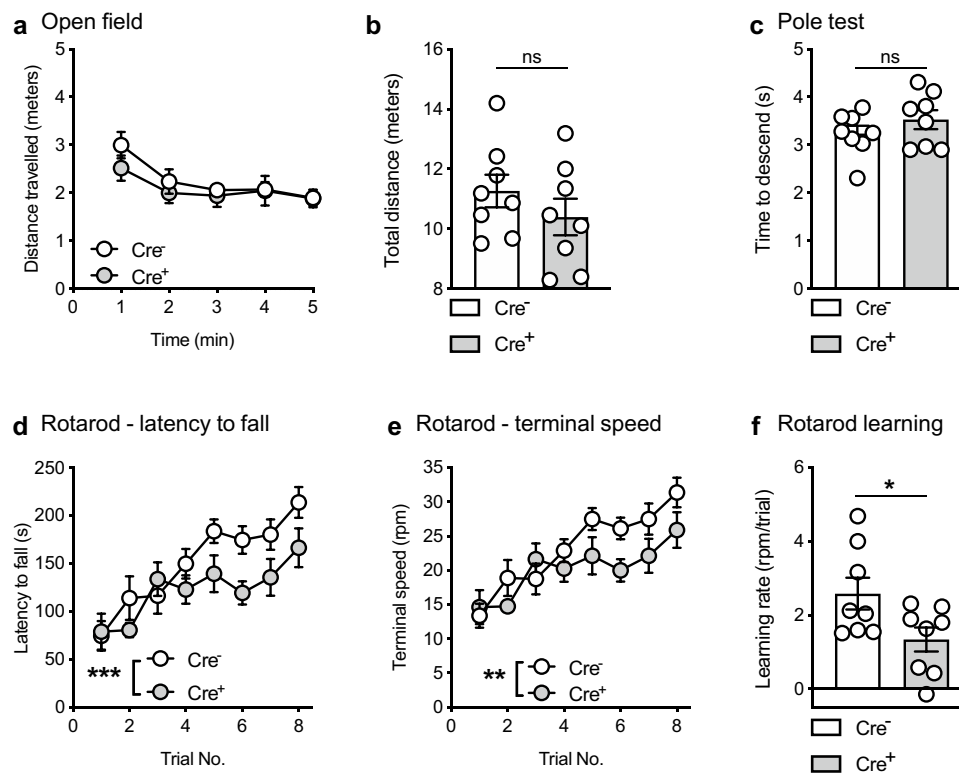 a Open field
5
4
3
2
1
0
Distance travelled (meters)
Cre-
Cre+
0 1 2 3 4 5
Time (min)
b
ns
16
14
12
10
8
Total distance (meters)
Cre-
Cre+
c Pole test
ns
5
4
3
2
1
0
Time to descend (s)
Cre-
Cre+
d Rotarod - latency to fall
250
200
150
100
50
0
Latency to fall (s)
***
Cre-
Cre+
0 2 4 6 8
Trial No.
e Rotarod - terminal speed
35
30
25
20
15
10
5
0
Terminal speed (rpm)
**
Cre-
Cre+
0 2 4 6 8
Trial No.
f Rotarod learning
*
6
4
2
0
Learning rate (rpm/trial)
Cre-
Cre+